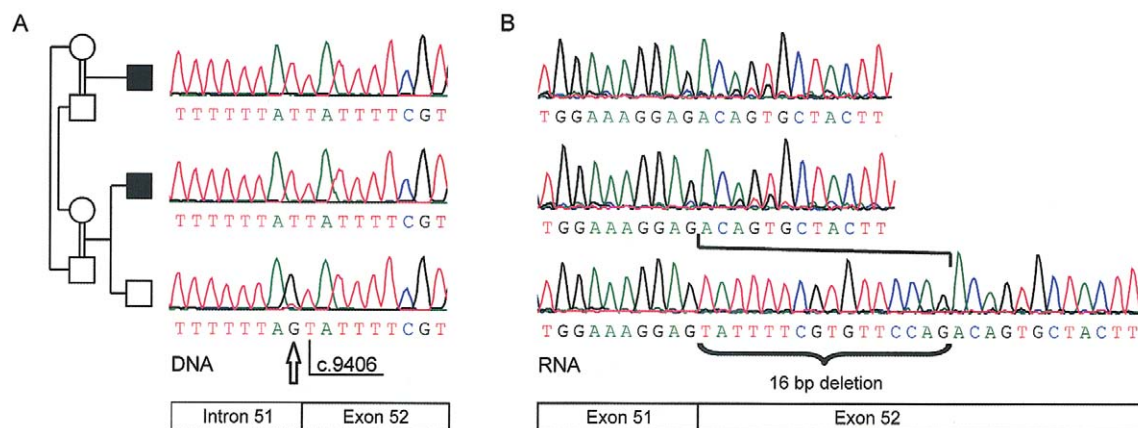 A
TTTTTTATTATTTTCGT
TTTTTTATTATTTTCGT
TTTTTTAGTATTTTCGT
DNA
c.9406
Intron 51 Exon 52
B
TGGAAAGGAGACAGTGCTACTT
TGGAAAGGAGACAGTGCTACTT
TGGAAAGGAGTATTTTCGTGTTCCAGACAGTGCTACTT
RNA
16 bp deletion
Exon 51 Exon 52